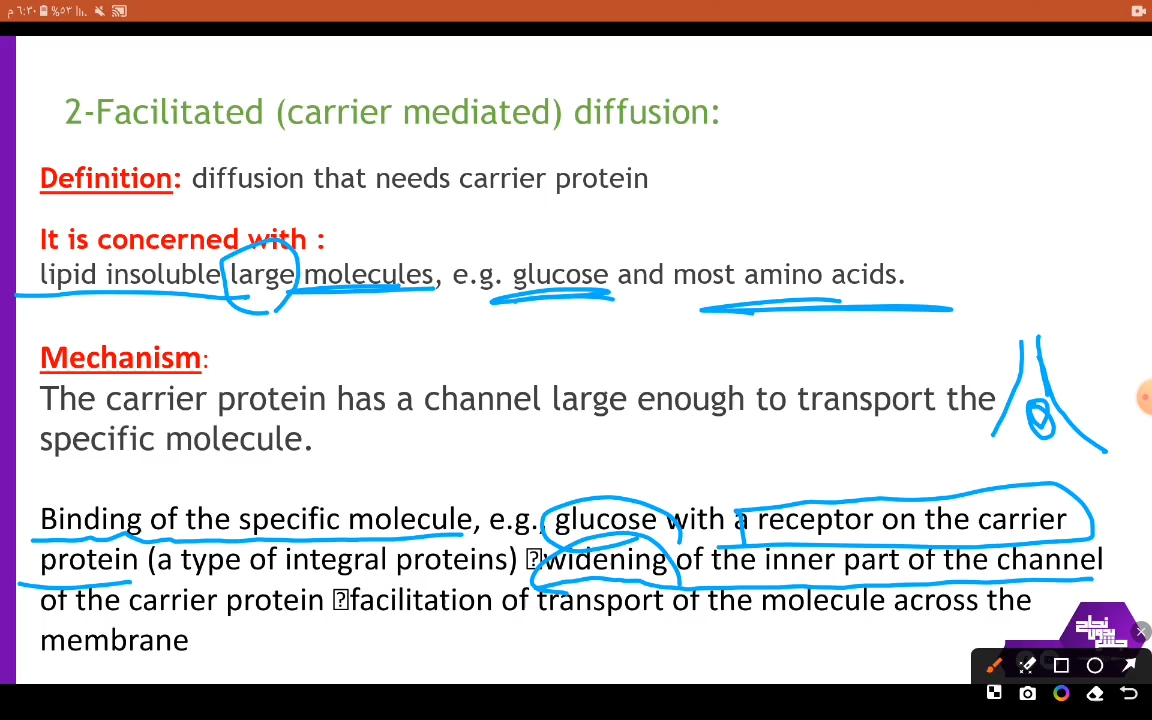 م ٦:٣٠ %٥٣
2-Facilitated (carrier mediated) diffusion:
Definition: diffusion that needs carrier protein
It is concerned with :
lipid insoluble large molecules, e.g. glucose and most amino acids.
Mechanism:
The carrier protein has a channel large enough to transport the
specific molecule.
Binding of the specific molecule, e.g., glucose with a receptor on the carrier
protein (a type of integral proteins) widening of the inner part of the channel
of the carrier protein facilitation of transport of the molecule across the
membrane